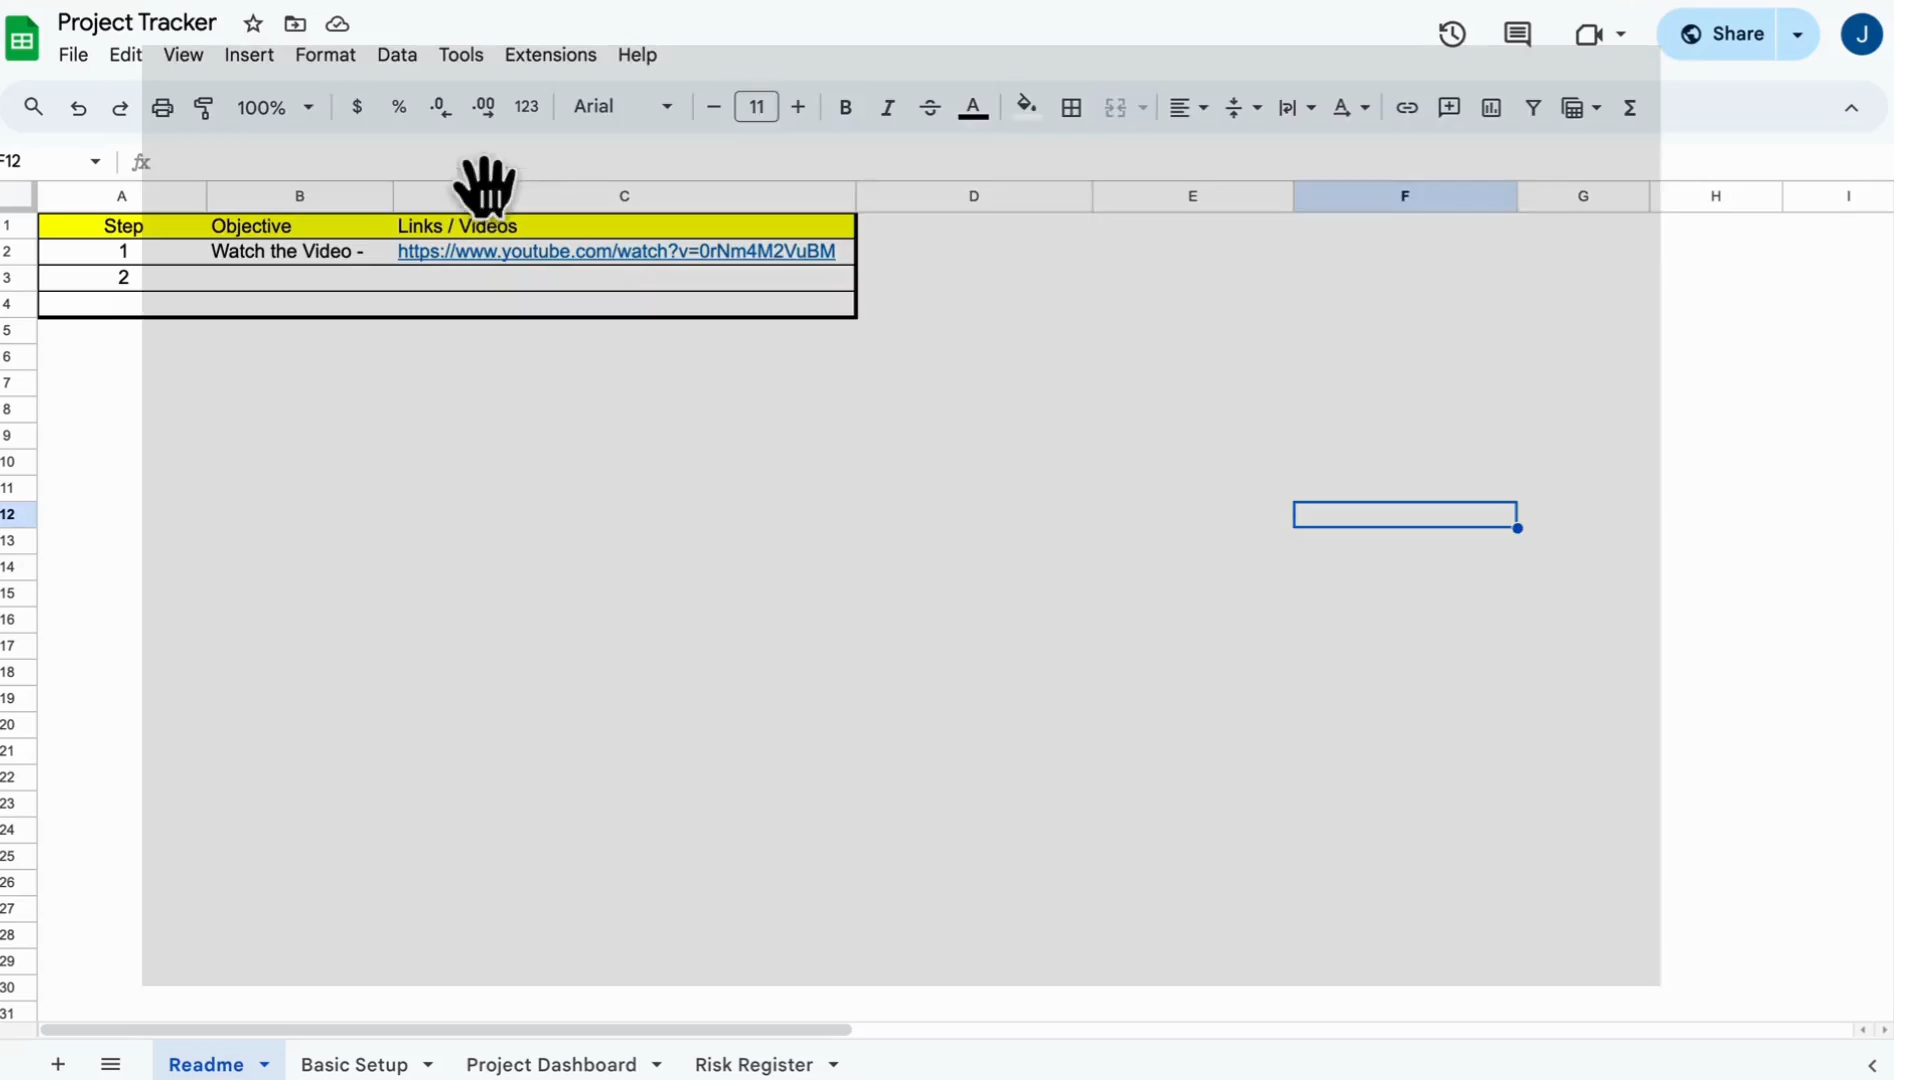 Project Tracker
File Edit View Insert Format Data Tools Extensions Help
Share
J
100% $ % .0 .00 123 Arial 11 B I A A Σ
F12 fx
A B C D E F G H I
1 Step Objective Links / Videos
2 1 Watch the Video - https://www.youtube.com/watch?v=0rNm4M2VuBM
3 2
4
5
6
7
8
9
10
11
12
13
14
15
16
17
18
19
20
21
22
23
24
25
26
27
28
29
30
31
Readme Basic Setup Project Dashboard Risk Register